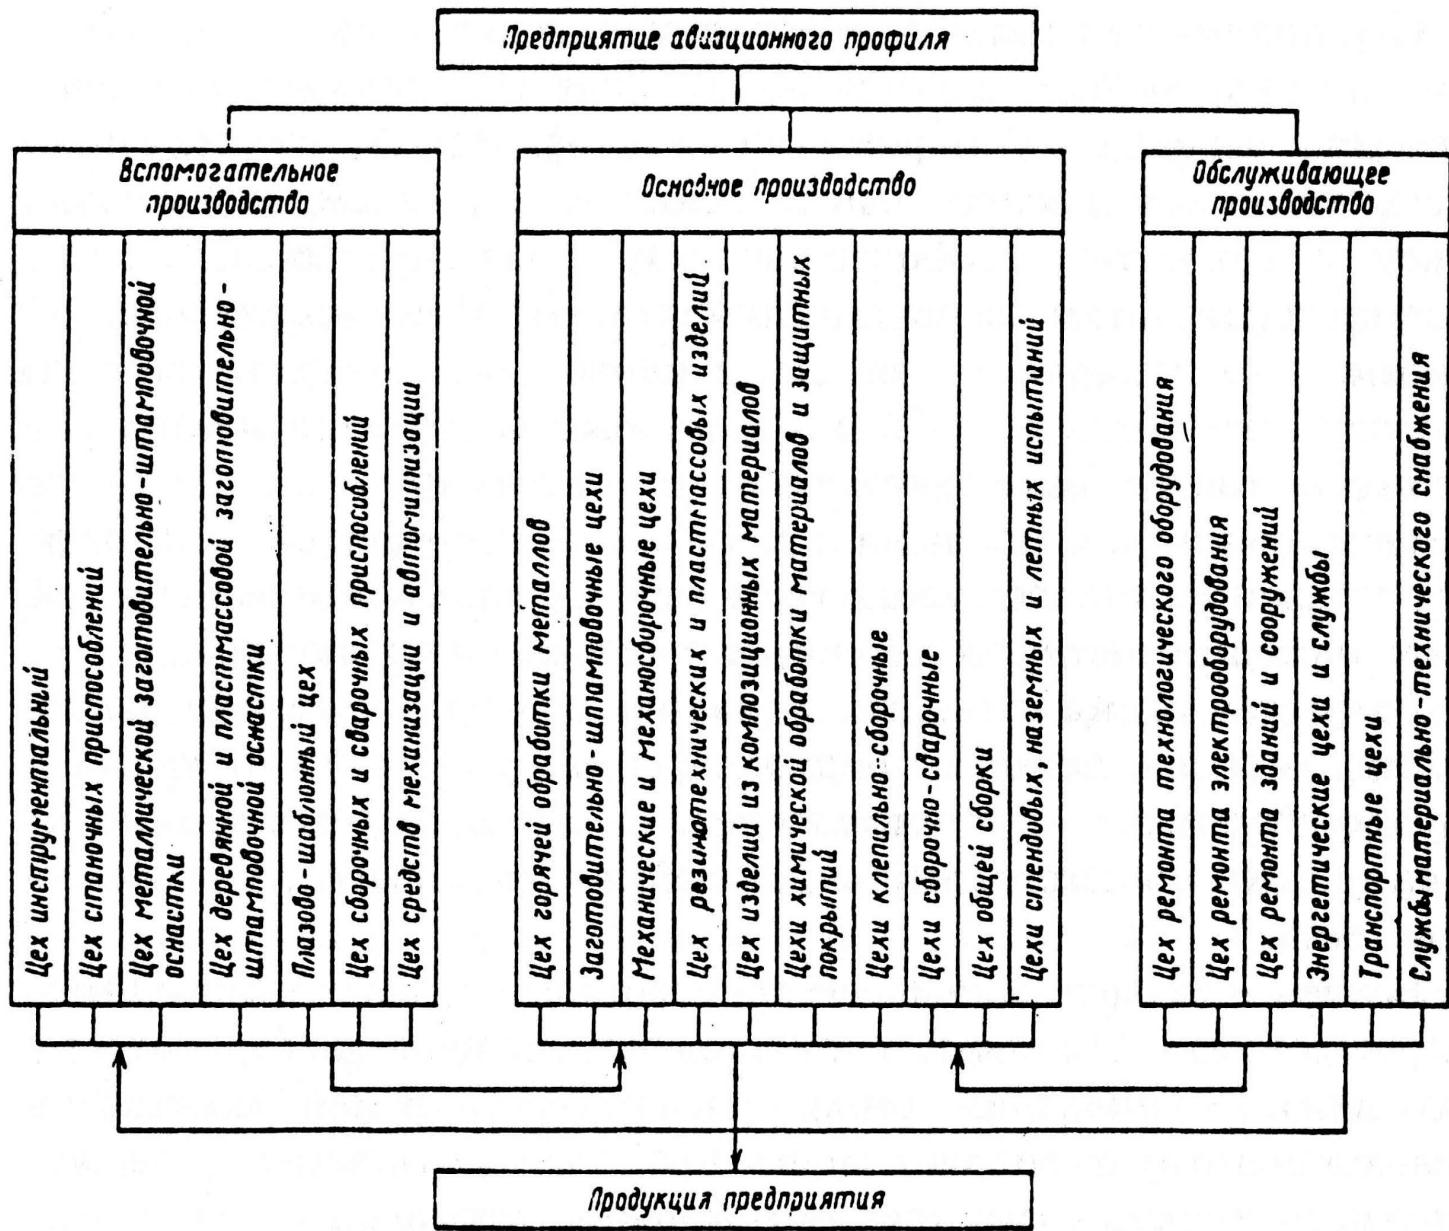 Предприятие авиационного профиля
Вспомогательное
производство
Цех инструментальный
Цех станочных приспособлений
Цех металлической заготовительно-штамповочной
оснастки
Цех деревянной и пластмассовой заготовительно-
штамповочной оснастки
Плазово-шаблонный цех
Цех сборочных и сварочных приспособлений
Цех средств механизации и автоматизации
Основное производство
Цех горячей обработки металлов
Заготовительно-штамповочные цехи
Механические и механосборочные цехи
Цех резинотехнических и пластмассовых изделий
Цех изделий из композиционных материалов
Цехи химической обработки материалов и защитных
покрытий
Цехи клепально-сборочные
Цехи сборочно-сварочные
Цех общей сборки
Цехи стендовых наземных и летных испытаний
Обслуживающее
производство
Цех ремонта технологического оборудования
Цех ремонта электрооборудования
Цех ремонта зданий и сооружений
Энергетические цехи и службы
Транспортные цехи
Службы материально-технического снабжения
Продукция предприятия